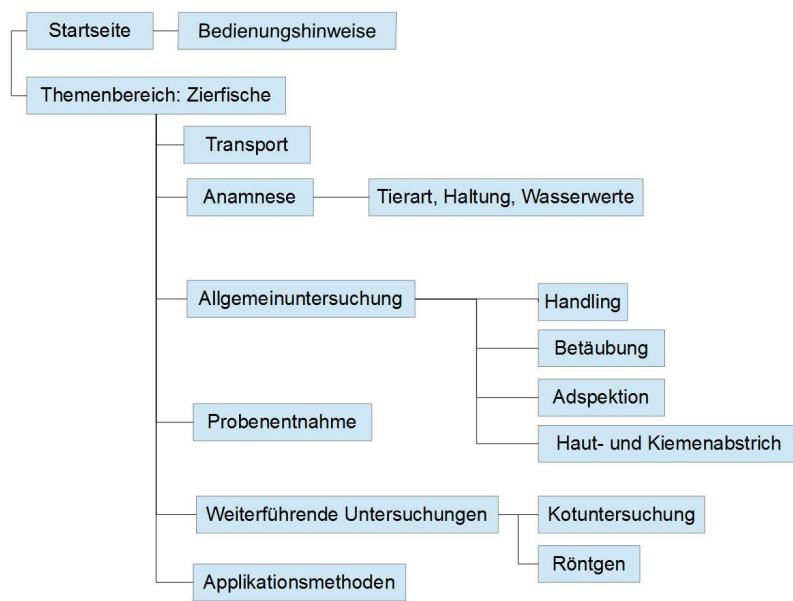 Startseite
Bedienungshinweise
Themenbereich: Zierfische
Transport
Anamnese
Tierart, Haltung, Wasserwerte
Allgemeinuntersuchung
Handling
Betäubung
Adspektion
Haut- und Kiemenabstrich
Probenentnahme
Weiterführende Untersuchungen
Kotuntersuchung
Röntgen
Applikationsmethoden